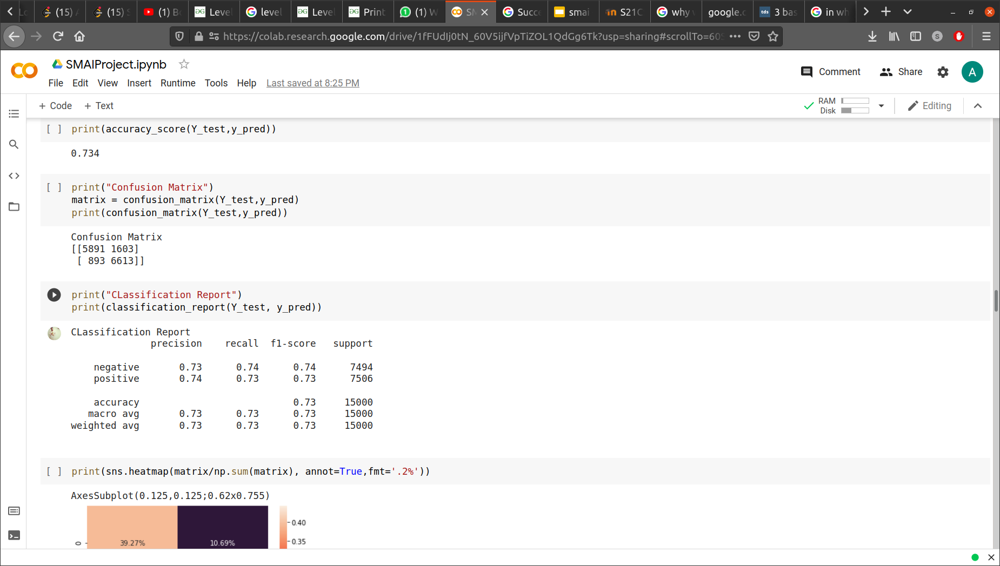 (15) A
(15) S
(1) Bo
Level
level
Level
Print
(1) W
SM
Succe
smai
S21C
why
google.c
tds
3 bas
in wh
https://colab.research.google.com/drive/1fFUdIj0tN_60V5ijfVpTiZOL1QdGg6Tk?usp=sharing#scrollTo=60S
S
SMAIProject.ipynb
Comment
Share
A
File Edit View Insert Runtime Tools Help Last saved at 8:25 PM
+ Code + Text
RAM
Disk
Editing
[ ] print(accuracy_score(Y_test,y_pred))
0.734
[ ] print("Confusion Matrix")
matrix = confusion_matrix(Y_test,y_pred)
print(confusion_matrix(Y_test,y_pred))
Confusion Matrix
[[5891 1603]
[ 893 6613]]
print("CLassification Report")
print(classification_report(Y_test, y_pred))
CLassification Report
precision recall f1-score support
negative 0.73 0.74 0.74 7494
positive 0.74 0.73 0.73 7506
accuracy 0.73 15000
macro avg 0.73 0.73 0.73 15000
weighted avg 0.73 0.73 0.73 15000
[ ] print(sns.heatmap(matrix/np.sum(matrix), annot=True,fmt='.2%'))
AxesSubplot(0.125,0.125;0.62x0.755)
0.40
0 39.27% 10.69% 0.35